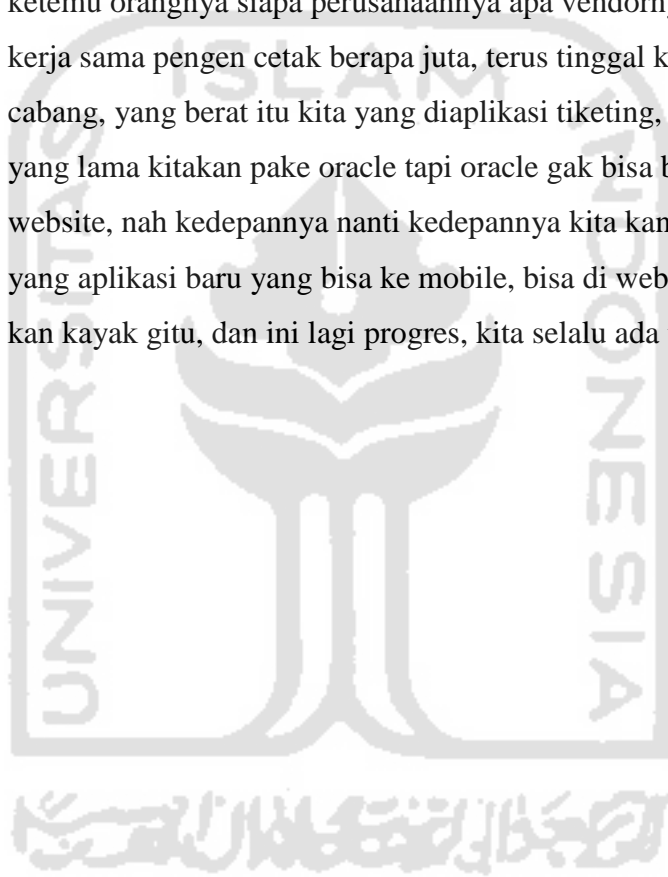 ketemu orangnya siapa perusahaannya apa
kerja sama pengen cetak berapa juta, terus tinggal k
cabang, yang berat itu kita yang diaplikasi tiketing,
yang lama kitakan pake oracle tapi oracle gak bisa b
website, nah kedepannya nanti kedepannya kita kan
yang aplikasi baru yang bisa ke mobile, bisa di web
kan kayak gitu, dan ini lagi progres, kita selalu ada
ISLAM
UNIVERSITAS
INDONESIA